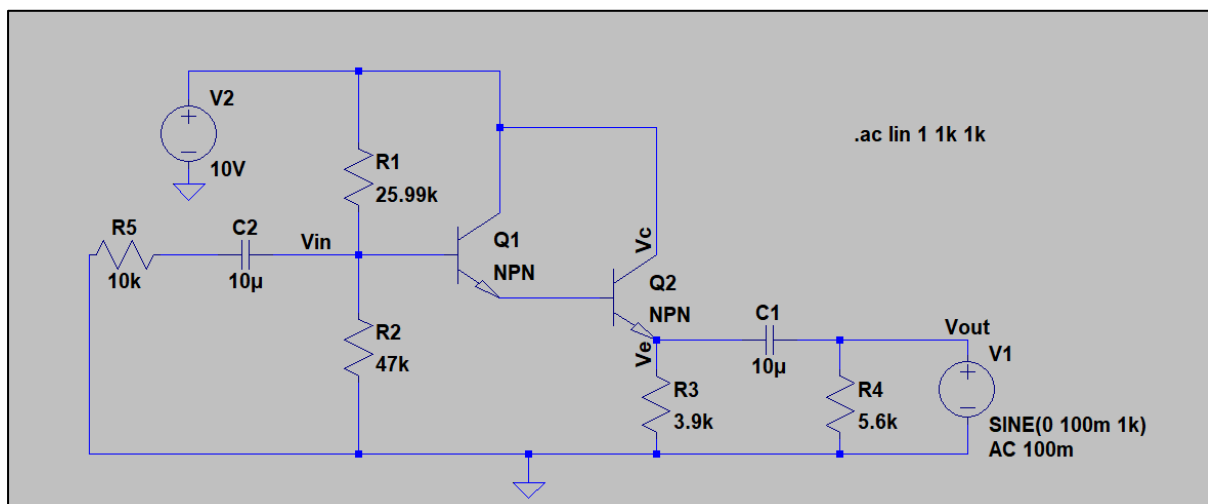 V2
10V
R1
25.99k
.ac lin 1 1k 1k
R5
10k
C2
10µ
Vin
Q1
NPN
Vc
Q2
NPN
R2
47k
Ve
C1
10µ
Vout
V1
R3
3.9k
R4
5.6k
SINE(0 100m 1k)
AC 100m